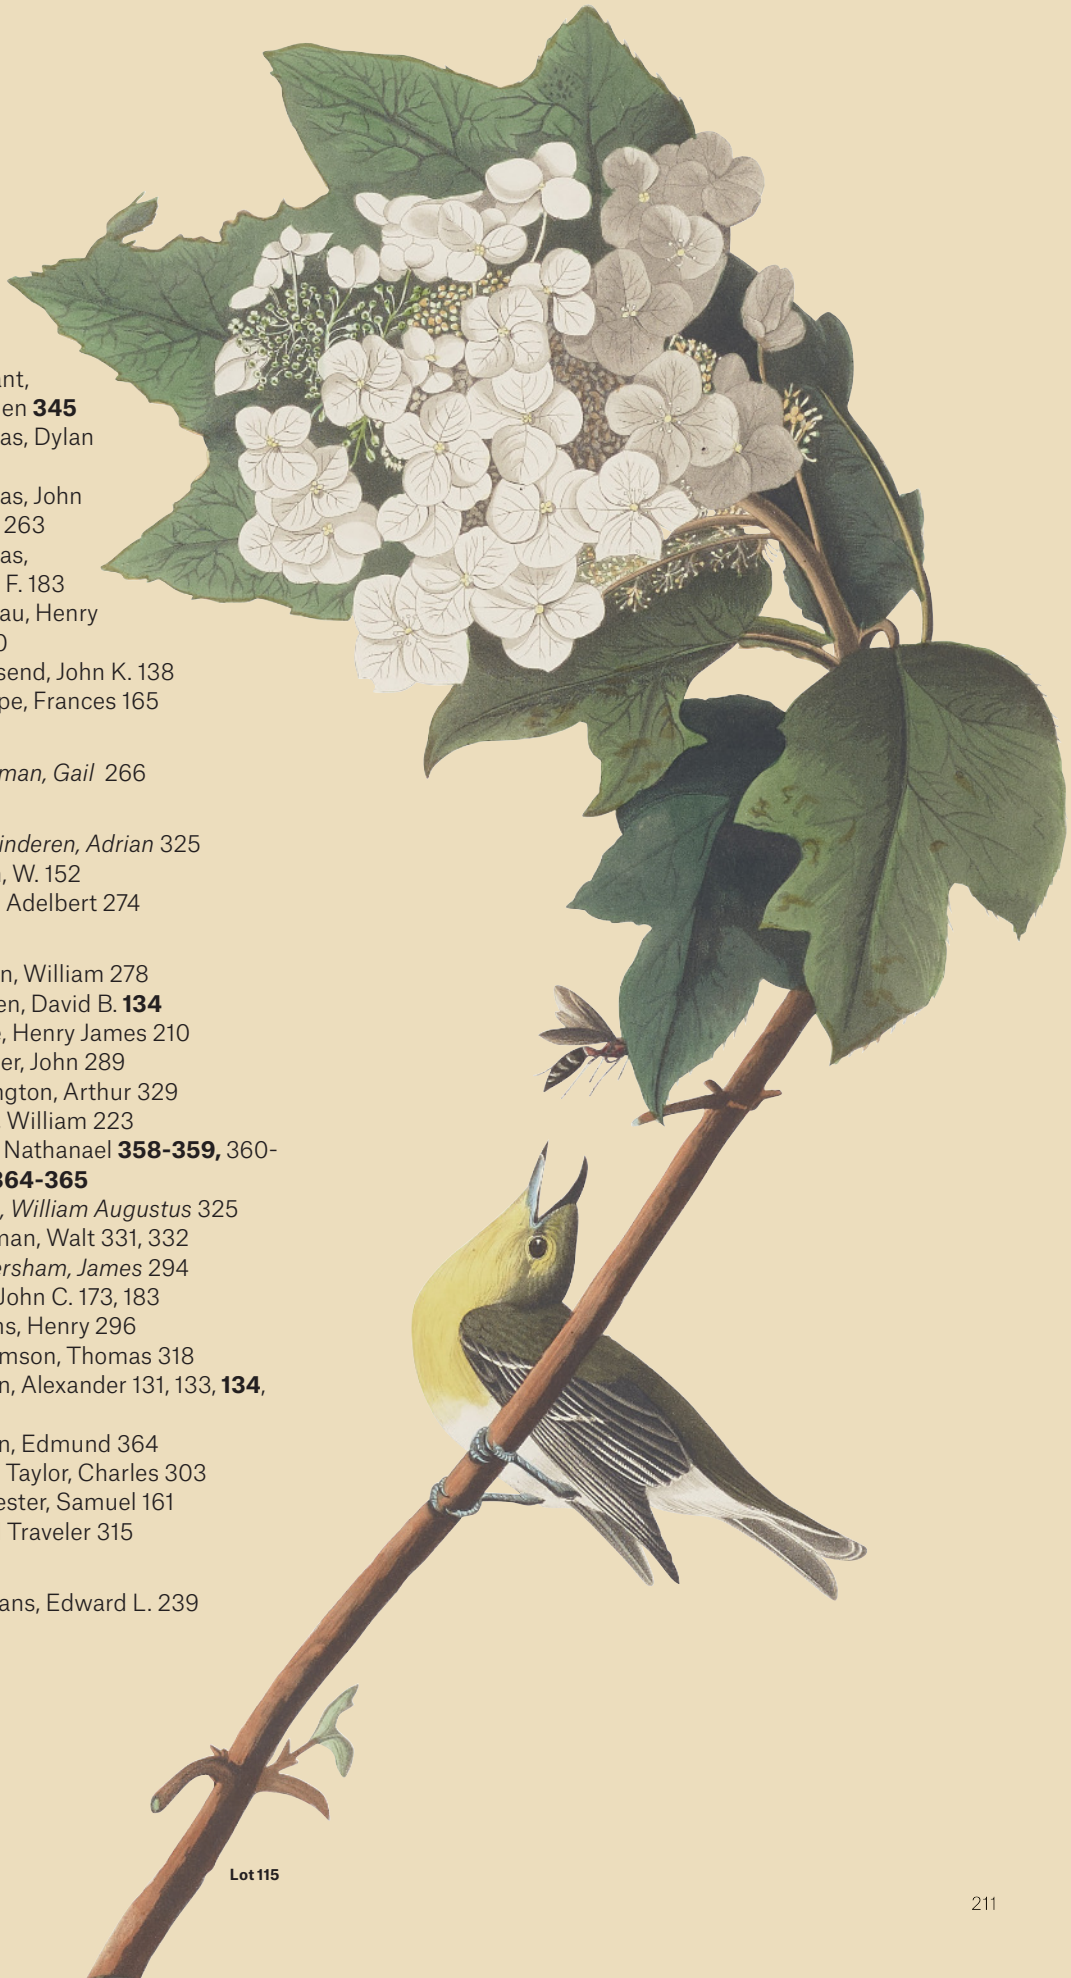 ant,
en 345
as, Dylan
as, John
263
as,
F. 183
au, Henry
0
send, John K. 138
pe, Frances 165
man, Gail 266
inderen, Adrian 325
, W. 152
Adelbert 274
n, William 278
en, David B. 134
, Henry James 210
er, John 289
ngton, Arthur 329
, William 223
Nathanael 358-359, 360-
364-365
, William Augustus 325
man, Walt 331, 332
ersham, James 294
John C. 173, 183
ns, Henry 296
mson, Thomas 318
n, Alexander 131, 133, 134,
n, Edmund 364
Taylor, Charles 303
ester, Samuel 161
Traveler 315
ans, Edward L. 239
Lot 115
211